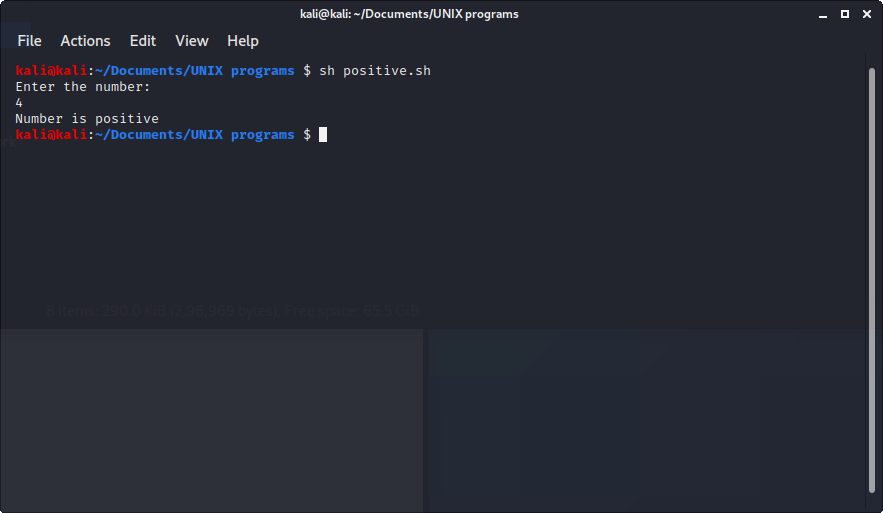 kali@kali: ~/Documents/UNIX programs
File Actions Edit View Help
kali@kali:~/Documents/UNIX programs $ sh positive.sh
Enter the number:
4
Number is positive
kali@kali:~/Documents/UNIX programs $